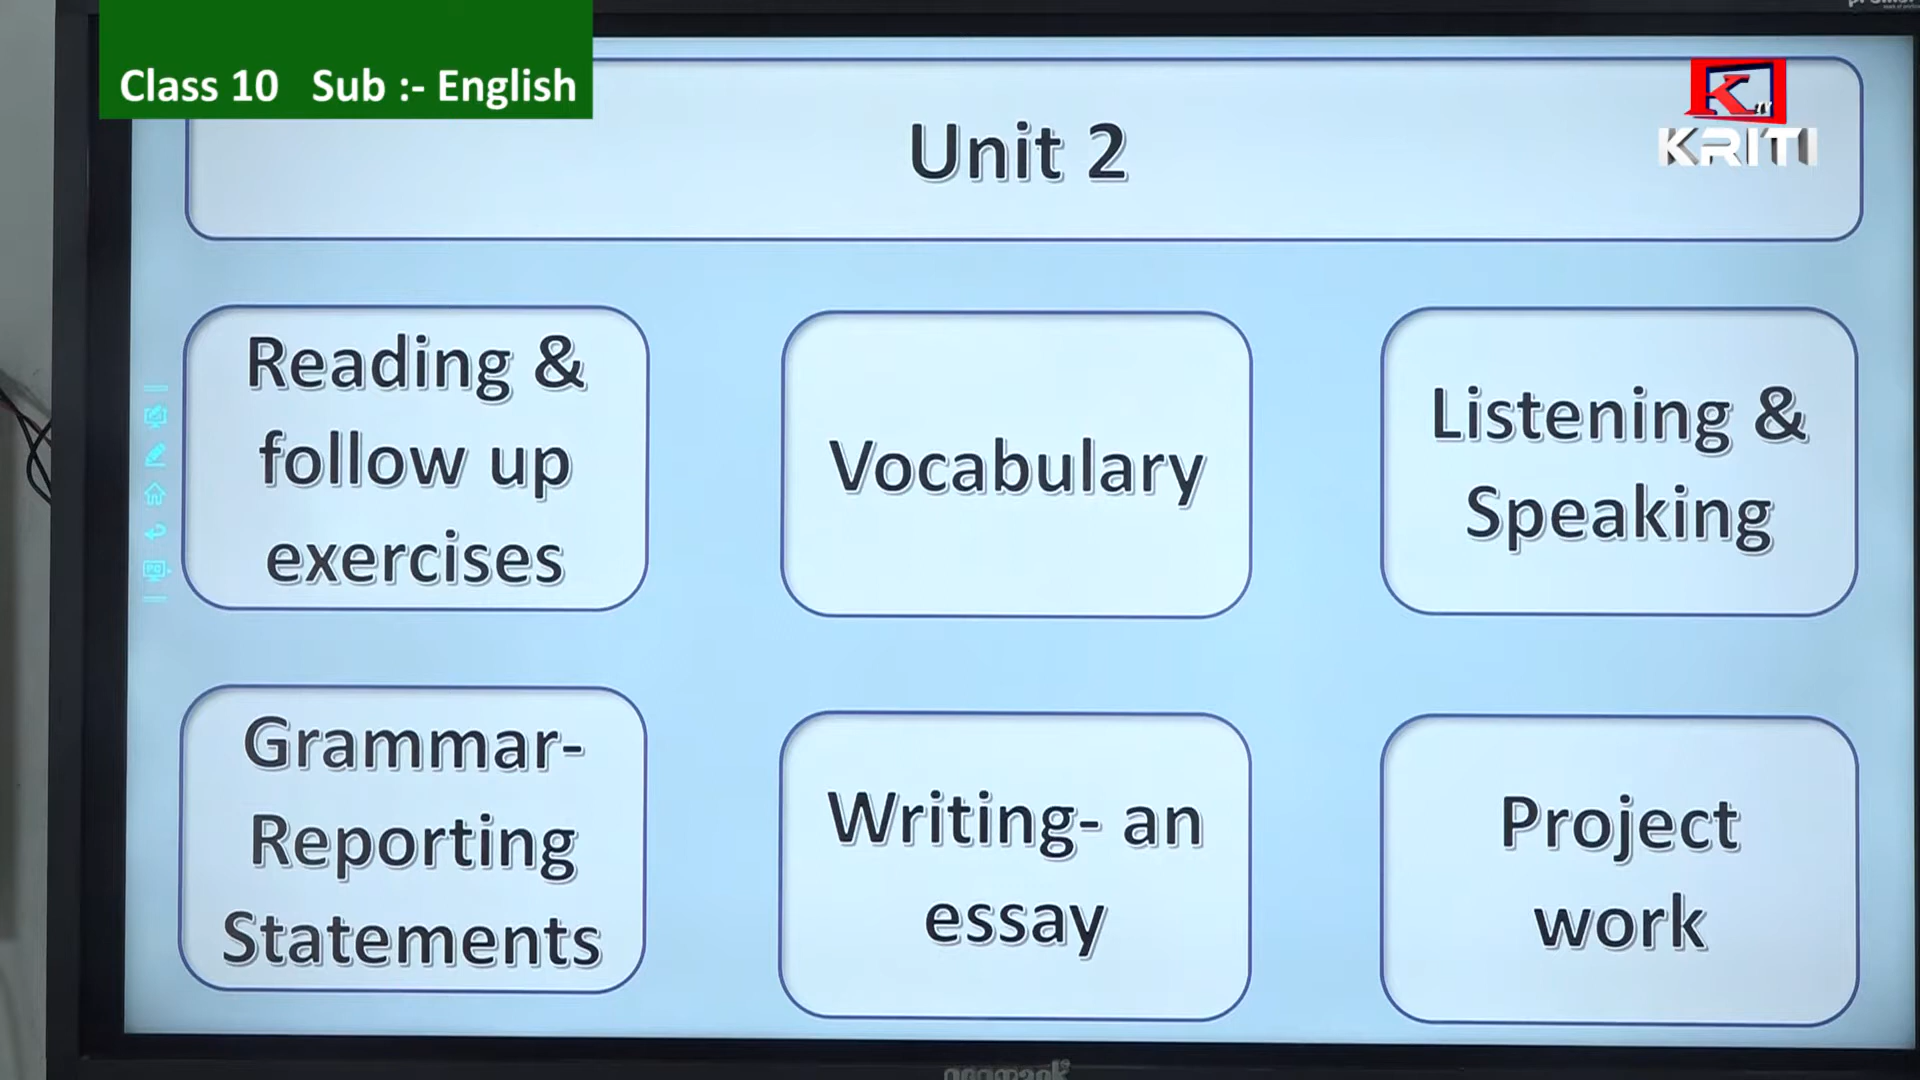 Class 10 Sub :- English
K TV
KRITI
Unit 2
Reading &
follow up
exercises
Vocabulary
Listening &
Speaking
Grammar-
Reporting
Statements
Writing- an
essay
Project
work